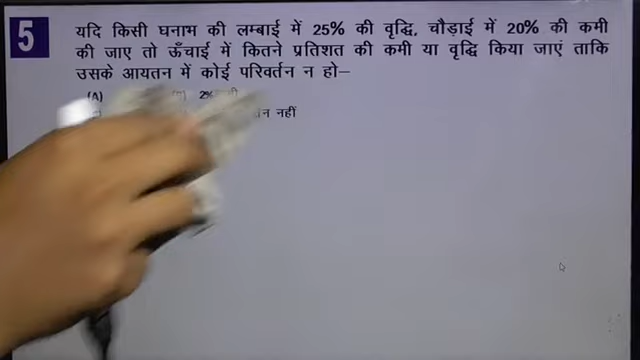 5
यदि किसी घनाभ की लम्बाई में 25% की वृद्धि, चौड़ाई में 20% की कमी
की जाए तो ऊँचाई में कितने प्रतिशत की कमी या वृद्धि किया जाएं ताकि
उसके आयतन में कोई परिवर्तन न हो–
(A) 2%
नहीं